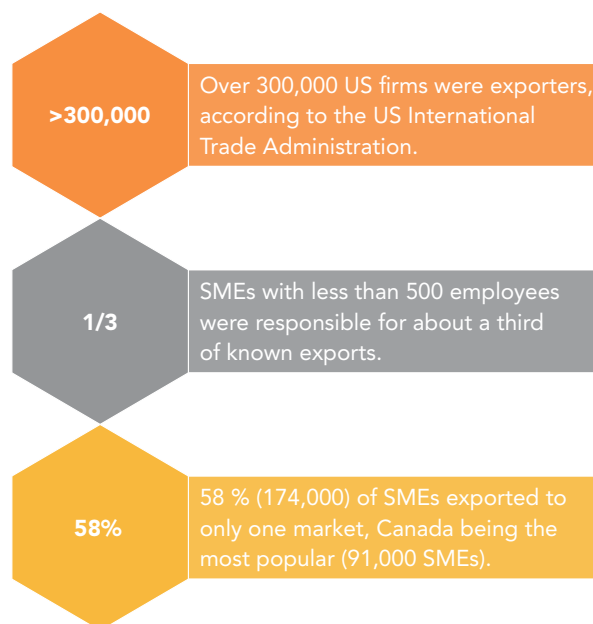 >300,000
Over 300,000 US firms were exporters,
according to the US International
Trade Administration.
1/3
SMEs with less than 500 employees
were responsible for about a third
of known exports.
58%
58 % (174,000) of SMEs exported to
only one market, Canada being the
most popular (91,000 SMEs).